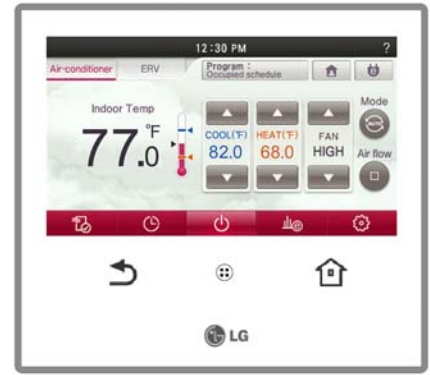 12:30 PM ?
Air-conditioner ERV Program :
Occupied schedule
Indoor Temp
77.0 °F
COOL(℉) HEAT(℉) FAN
82.0 68.0 HIGH
Mode
AUTO
Air flow
LG